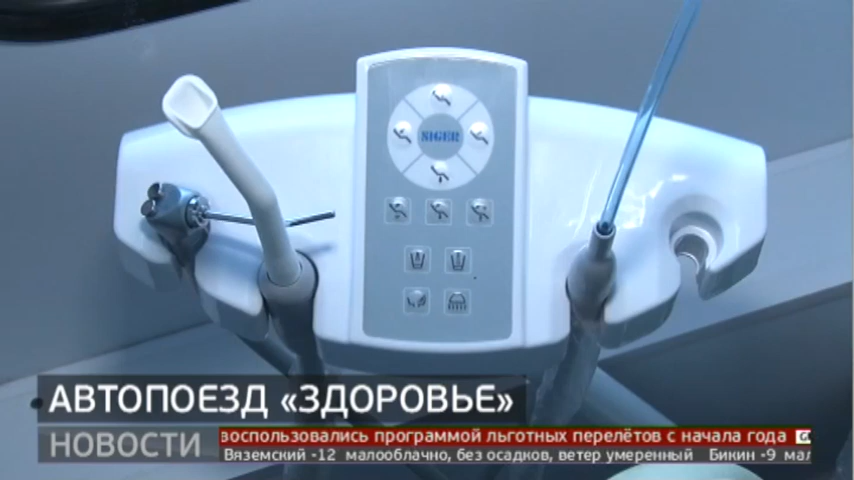 SIGER
АВТОПОЕЗД «ЗДОРОВЬЕ»
НОВОСТИ
воспользовались программой льготных перелётов с начала года
Вяземский -12 малооблачно, без осадков, ветер умеренный Бикин -9 мал